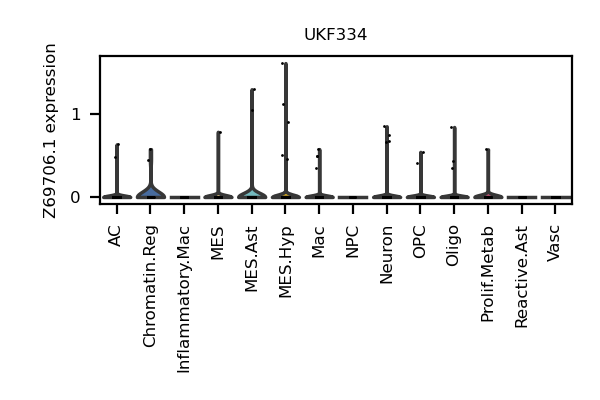 UKF334
Z69706.1 expression
1
0
AC
Chromatin.Reg
Inflammatory.Mac
MES
MES.Ast
MES.Hyp
Mac
NPC
Neuron
OPC
Oligo
Prolif.Metab
Reactive.Ast
Vasc